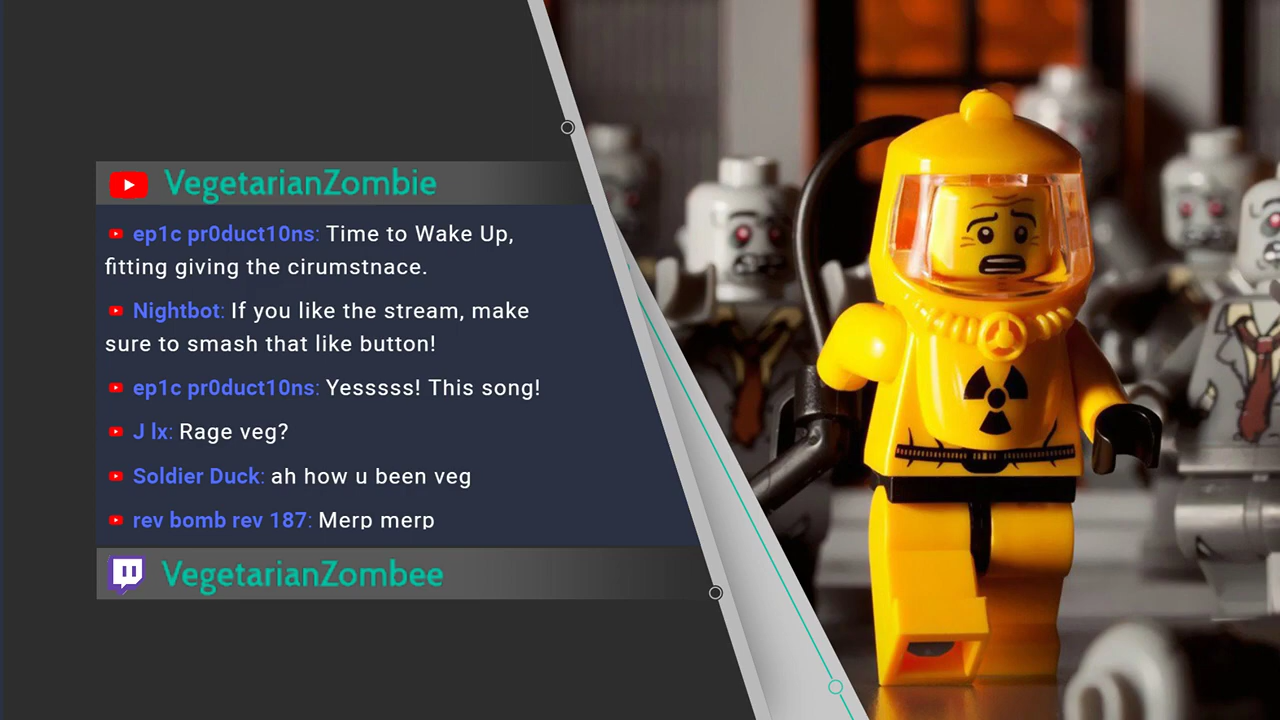 VegetarianZombie
ep1c pr0duct10ns: Time to Wake Up,
fitting giving the cirumstnace.
Nightbot: If you like the stream, make
sure to smash that like button!
ep1c pr0duct10ns: Yesssss! This song!
J lx: Rage veg?
Soldier Duck: ah how u been veg
rev bomb rev 187: Merp merp
VegetarianZombee